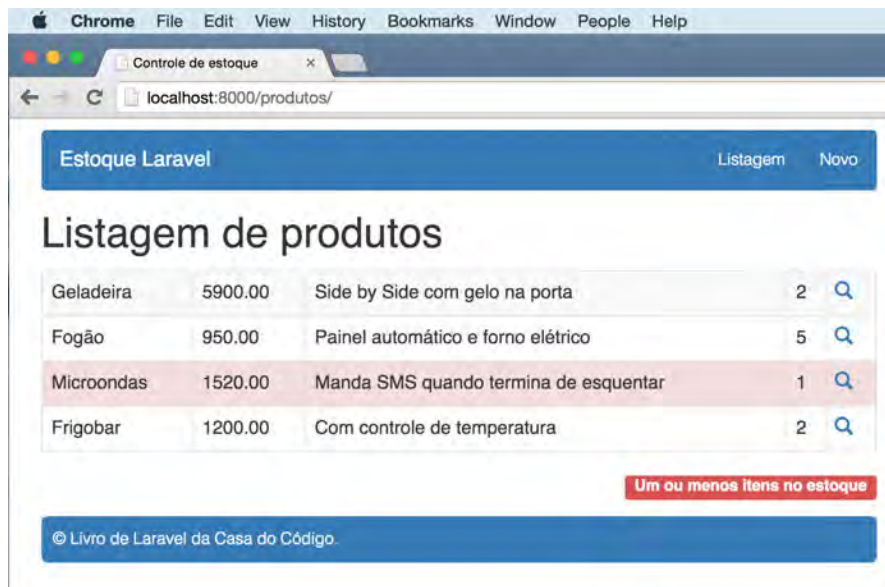 Chrome File Edit View History Bookmarks Window People Help
Controle de estoque ×
localhost:8000/produtos/
Estoque Laravel Listagem Novo
Listagem de produtos
Geladeira 5900.00 Side by Side com gelo na porta 2
Fogão 950.00 Painel automático e forno elétrico 5
Microondas 1520.00 Manda SMS quando termina de esquentar 1
Frigobar 1200.00 Com controle de temperatura 2
Um ou menos itens no estoque
© Livro de Laravel da Casa do Código.